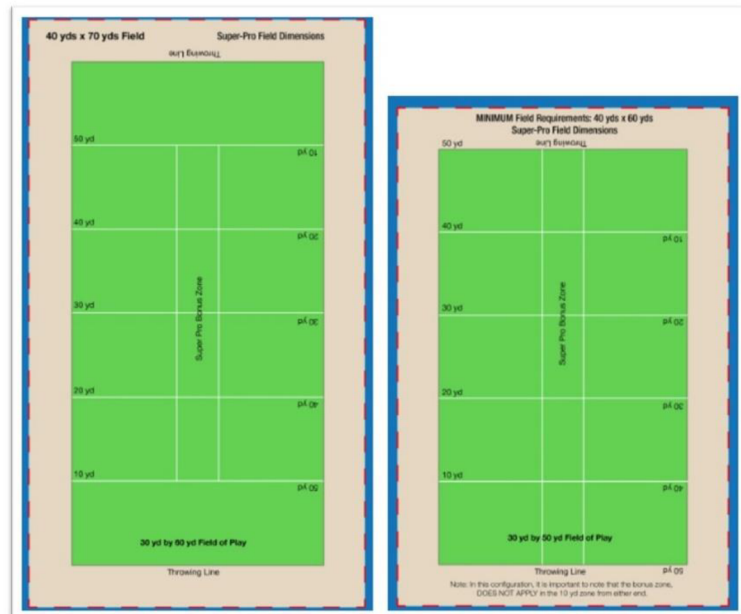 40 yds x 70 yds Field
Super-Pro Field Dimensions
Throwing Line
50 yd
10 yd
40 yd
20 yd
30 yd
30 yd
Super Pro Bonus Zone
20 yd
40 yd
10 yd
50 yd
30 yd by 60 yd Field of Play
Throwing Line
MINIMUM Field Requirements: 40 yds x 60 yds
Super-Pro Field Dimensions
50 yd
Throwing Line
40 yd
10 yd
30 yd
20 yd
Super Pro Bonus Zone
20 yd
30 yd
10 yd
40 yd
30 yd by 50 yd Field of Play
Throwing Line
50 yd
Note: In this configuration, it is important to note that the bonus zone,
DOES NOT APPLY in the 10 yd zone from either end.